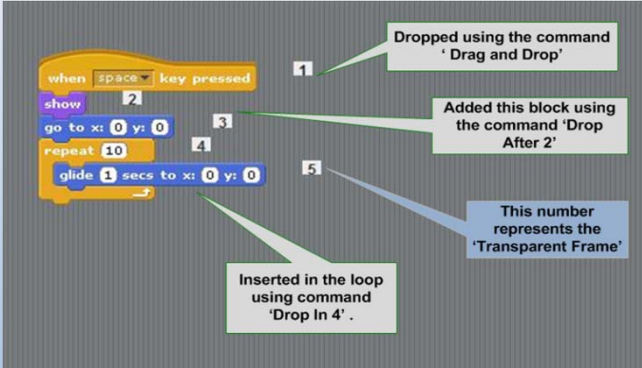 Dropped using the command
' Drag and Drop'
when space key pressed
1
show
2
Added this block using
the command 'Drop
After 2'
go to x: 0 y: 0
3
repeat 10
4
glide 1 secs to x: 0 y: 0
5
This number
represents the
'Transparent Frame'
Inserted in the loop
using command
'Drop In 4' .